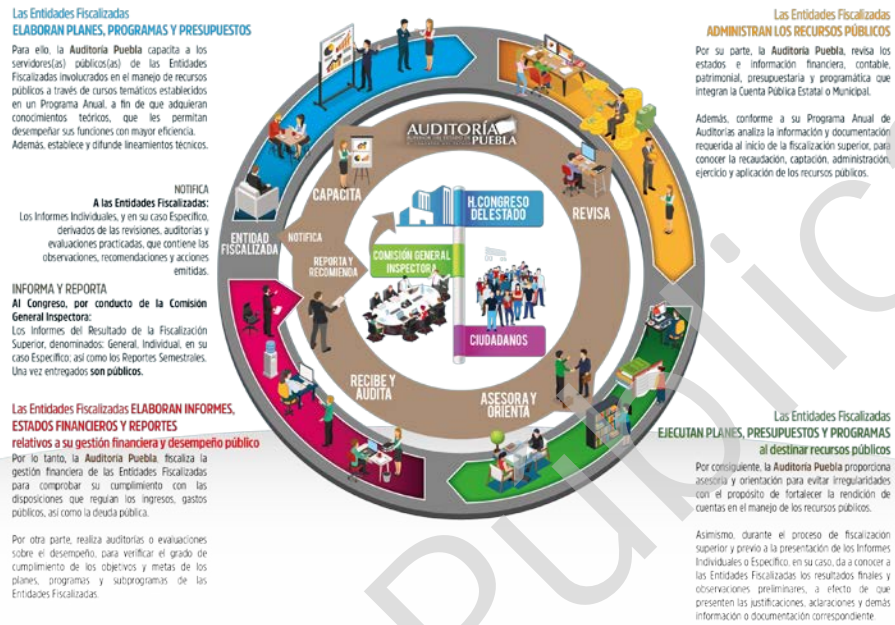 Las Entidades Fiscalizadas
ELABORAN PLANES, PROGRAMAS Y PRESUPUESTOS
Para ello, la Auditoría Puebla capacita a los
servidores(as) públicos(as) de las Entidades
Fiscalizadas involucrados en el manejo de recursos
públicos a través de cursos temáticos establecidos
en un Programa Anual, a fin de que adquieran
conocimientos teóricos, que les permitan
desempeñar sus funciones con mayor eficiencia.
Además, establece y difunde lineamientos técnicos.
NOTIFICA
A las Entidades Fiscalizadas:
Los Informes Individuales, y en su caso Específico,
derivados de las revisiones, auditorías y
evaluaciones practicadas, que contiene las
observaciones, recomendaciones y acciones
emitidas.
INFORMA Y REPORTA
Al Congreso, por conducto de la Comisión
General Inspectora:
Los Informes del Resultado de la Fiscalización
Superior, denominados: General, Individual, en su
caso Específico; así como los Reportes Semestrales.
Una vez entregados son públicos.
Las Entidades Fiscalizadas ELABORAN INFORMES,
ESTADOS FINANCIEROS Y REPORTES
relativos a su gestión financiera y desempeño público
Por lo tanto, la Auditoría Puebla, fiscaliza la
gestión financiera de las Entidades Fiscalizadas
para comprobar su cumplimiento con las
disposiciones que regulan los ingresos, gastos
públicos, así como la deuda pública.
Por otra parte, realiza auditorías o evaluaciones
sobre el desempeño, para verificar el grado de
cumplimiento de los objetivos y metas de los
planes, programas y subprogramas de las
Entidades Fiscalizadas.
AUDITORÍA
PUEBLA
CAPACITA
REVISA
H. CONGRESO
DEL ESTADO
ENTIDAD
FISCALIZADA
NOTIFICA
REPORTA Y
RECOMIENDA
COMISIÓN GENERAL
INSPECTORA
CIUDADANOS
RECIBE Y
AUDITA
ASESORA Y
ORIENTA
Las Entidades Fiscalizadas
ADMINISTRAN LOS RECURSOS PÚBLICOS
Por su parte, la Auditoría Puebla, revisa los
estados e información financiera, contable,
patrimonial, presupuestaria y programática que
integran la Cuenta Pública Estatal o Municipal.
Además, conforme a su Programa Anual de
Auditorías analiza la información y documentación
requerida al inicio de la fiscalización superior, para
conocer la recaudación, captación, administración,
ejercicio y aplicación de los recursos públicos.
Las Entidades Fiscalizadas
EJECUTAN PLANES, PRESUPUESTOS Y PROGRAMAS
al destinar recursos públicos
Por consiguiente, la Auditoría Puebla proporciona
asesoría y orientación para evitar irregularidades
con el propósito de fortalecer la rendición de
cuentas en el manejo de los recursos públicos.
Asimismo, durante el proceso de fiscalización
superior y previo a la presentación de los Informes
Individuales o Específico, en su caso, da a conocer a
las Entidades Fiscalizadas los resultados finales y
observaciones preliminares, a efecto de que
presenten las justificaciones, aclaraciones y demás
información o documentación correspondiente.